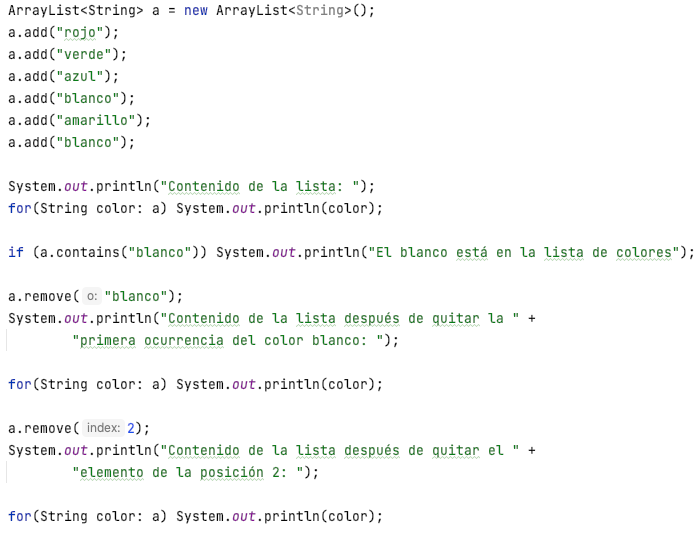 ArrayList<String> a = new ArrayList<String>();
a.add("rojo");
a.add("verde");
a.add("azul");
a.add("blanco");
a.add("amarillo");
a.add("blanco");
System.out.println("Contenido de la lista: ");
for(String color: a) System.out.println(color);
if (a.contains("blanco")) System.out.println("El blanco está en la lista de colores");
a.remove( o: "blanco");
System.out.println("Contenido de la lista después de quitar la " +
"primera ocurrencia del color blanco: ");
for(String color: a) System.out.println(color);
a.remove( index: 2);
System.out.println("Contenido de la lista después de quitar el " +
"elemento de la posición 2: ");
for(String color: a) System.out.println(color);